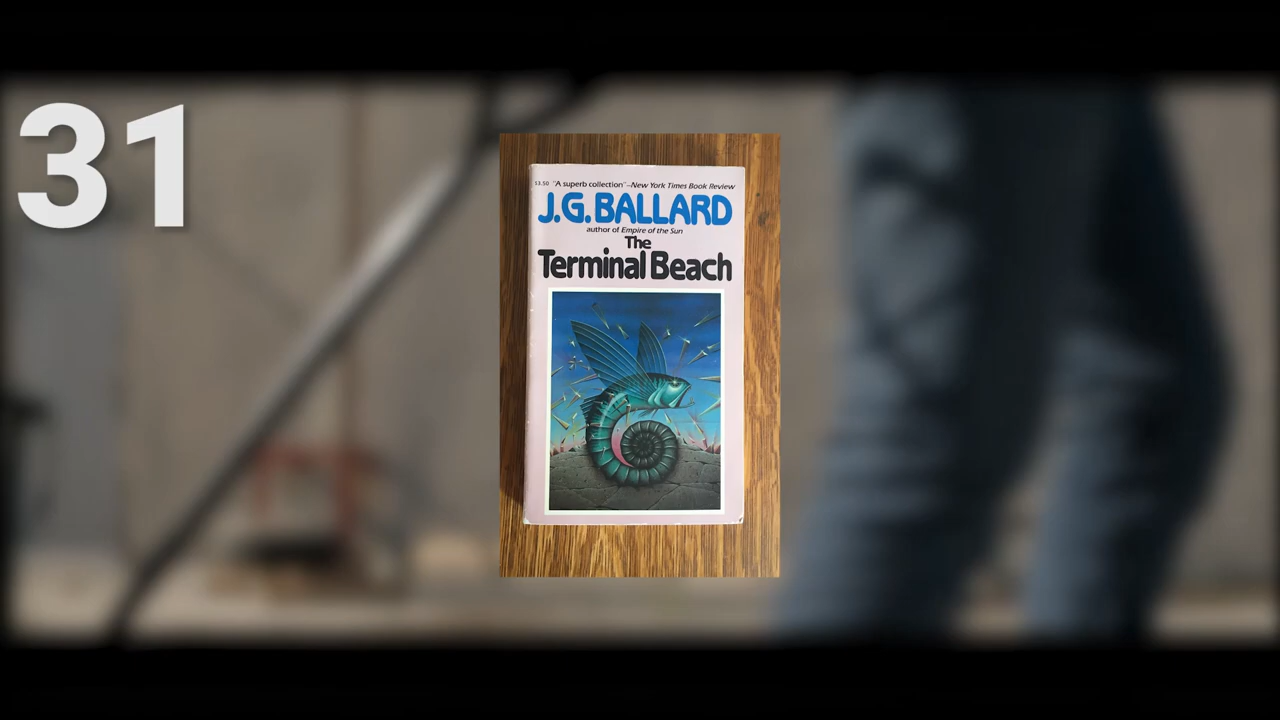 31
$3.50 "A superb collection"–New York Times Book Review
J.G. BALLARD
author of Empire of the Sun
The
Terminal Beach